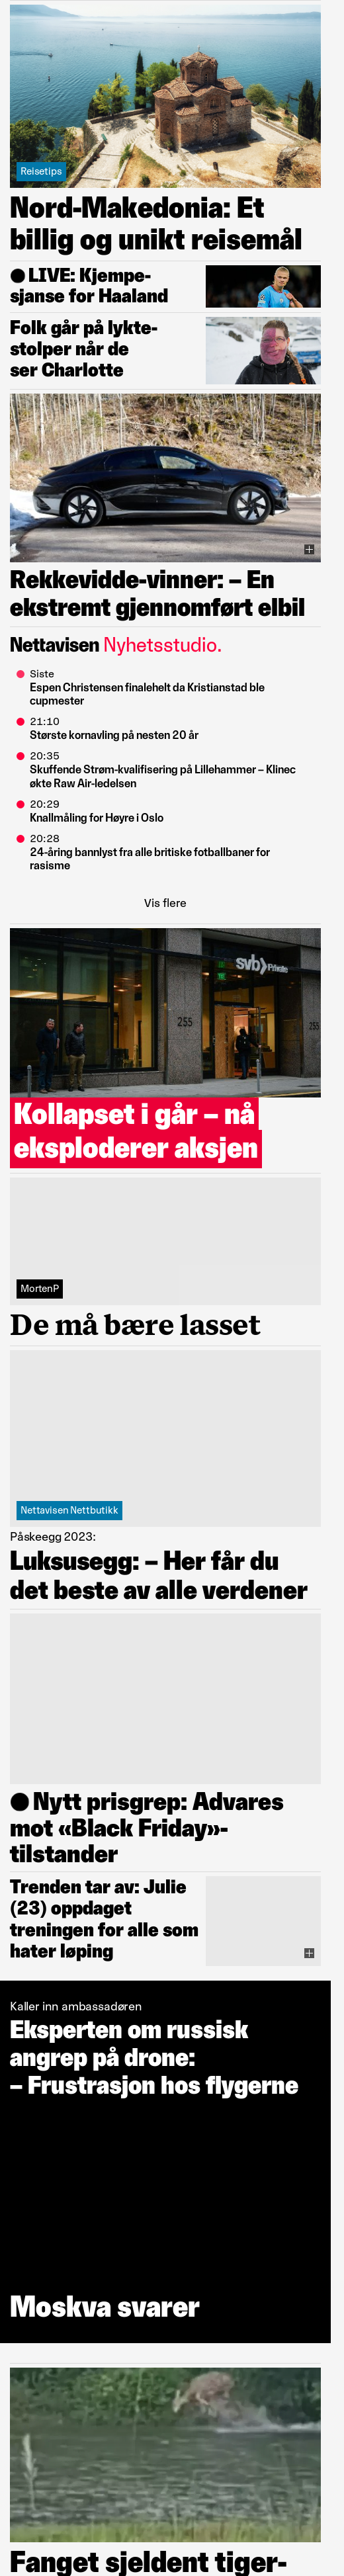 Reisetips
Nord-Makedonia: Et
billig og unikt reisemål
LIVE: Kjempe-
sjanse for Haaland
Folk går på lykte-
stolper når de
ser Charlotte
Rekkevidde-vinner: – En
ekstremt gjennomført elbil
Nettavisen Nyhetsstudio.
Siste
Espen Christensen finalehelt da Kristianstad ble
cupmester
21:10
Største kornavling på nesten 20 år
20:35
Skuffende Strøm-kvalifisering på Lillehammer – Klinec
økte Raw Air-ledelsen
20:29
Knallmåling for Høyre i Oslo
20:28
24-åring bannlyst fra alle britiske fotballbaner for
rasisme
Vis flere
svb Private
255
255
Kollapset i går – nå
eksploderer aksjen
MortenP
De må bære lasset
Nettavisen Nettbutikk
Påskeegg 2023:
Luksusegg: – Her får du
det beste av alle verdener
Nytt prisgrep: Advares
mot «Black Friday»-
tilstander
Trenden tar av: Julie
(23) oppdaget
treningen for alle som
hater løping
Kaller inn ambassadøren
Eksperten om russisk
angrep på drone:
– Frustrasjon hos flygerne
Moskva svarer
Fanget sjeldent tiger-